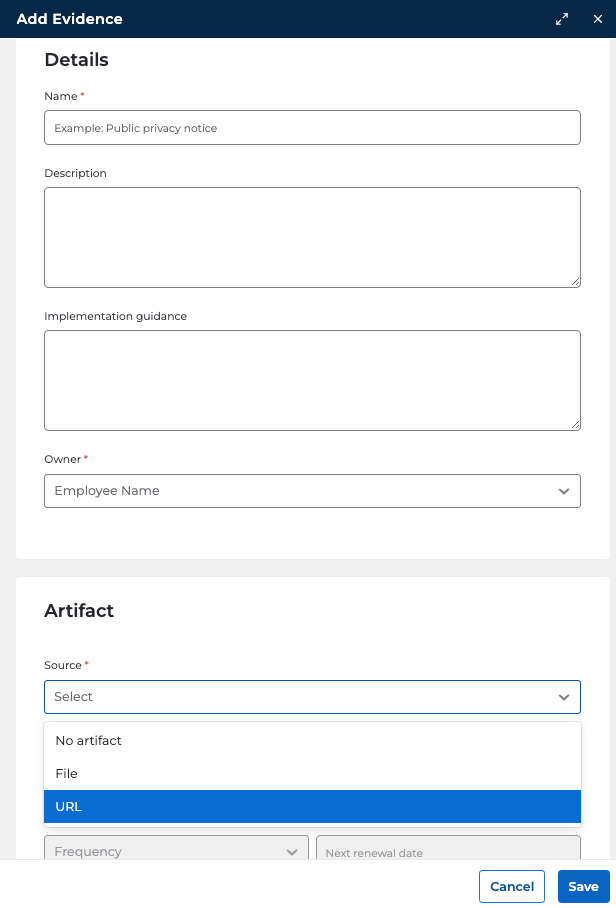 Add Evidence
Details
Name *
Example: Public privacy notice
Description
Implementation guidance
Owner *
Employee Name
Artifact
Source *
Select
No artifact
File
URL
Frequency
Next renewal date
Cancel
Save